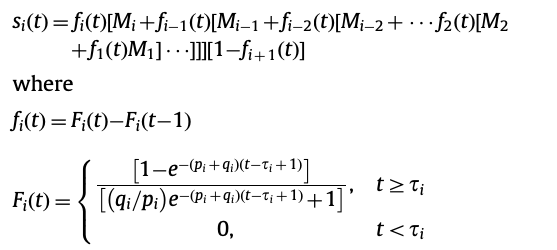 sᵢ(t) = fᵢ(t)[Mᵢ + fᵢ₋₁(t)[Mᵢ₋₁ + fᵢ₋₂(t)[Mᵢ₋₂ + ··· f₂(t)[M₂
+ f₁(t)M₁] ···]]][1 − fᵢ₊₁(t)]
where
fᵢ(t) = Fᵢ(t) − Fᵢ(t−1)
Fᵢ(t) = { [1 − e^{−(pᵢ+qᵢ)(t−τᵢ+1)}] / [(qᵢ/pᵢ)e^{−(pᵢ+qᵢ)(t−τᵢ+1)} + 1], t ≥ τᵢ
0, t < τᵢ